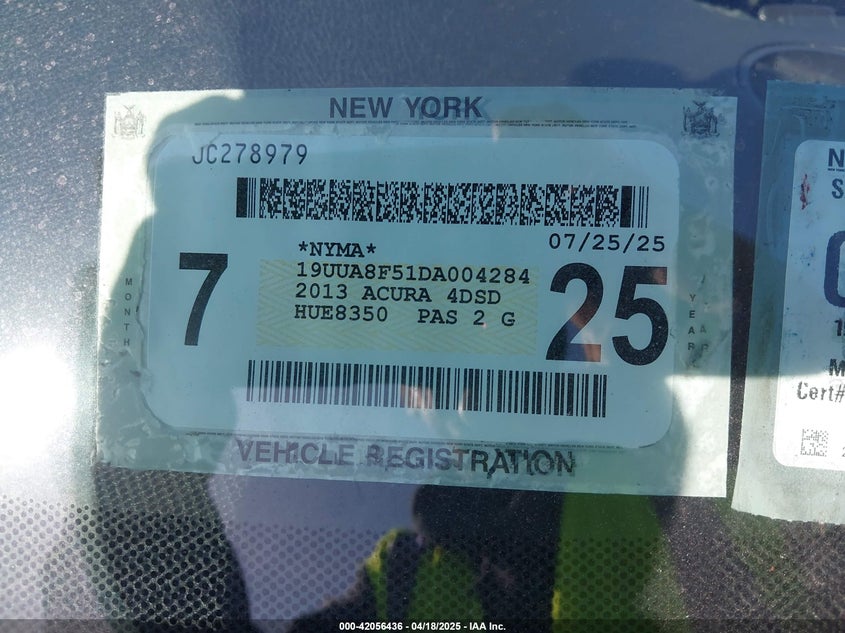 NEW YORK
JC278979
*NYMA* 07/25/25
7 25
19UUA8F51DA004284
2013 ACURA 4DSD
HUE8350 PAS 2 G
MONTH
YEAR
VEHICLE REGISTRATION
N
S
M
Cert#
000-42056436 - 04/18/2025 - IAA Inc.